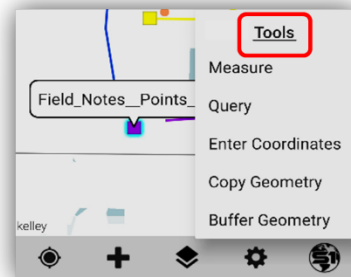 Tools
Measure
Field_Notes__Points_
Query
Enter Coordinates
Copy Geometry
kelley
Buffer Geometry